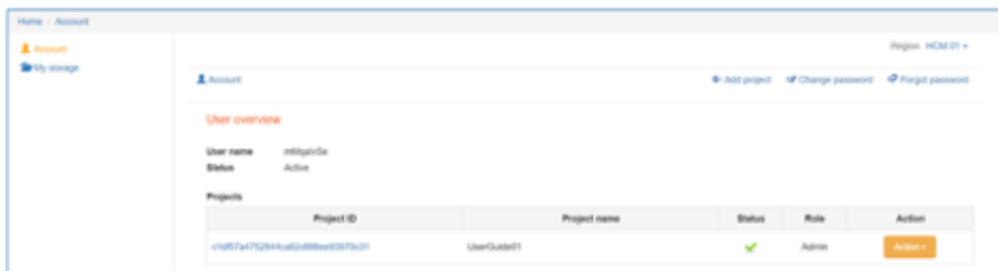 Home / Account
Account
My storage
Region HCM 01
Account
Add project Change password Forgot password
User overview
User name
Status Active
Projects
Project ID Project name Status Role Action
UserGuide01 Admin Action